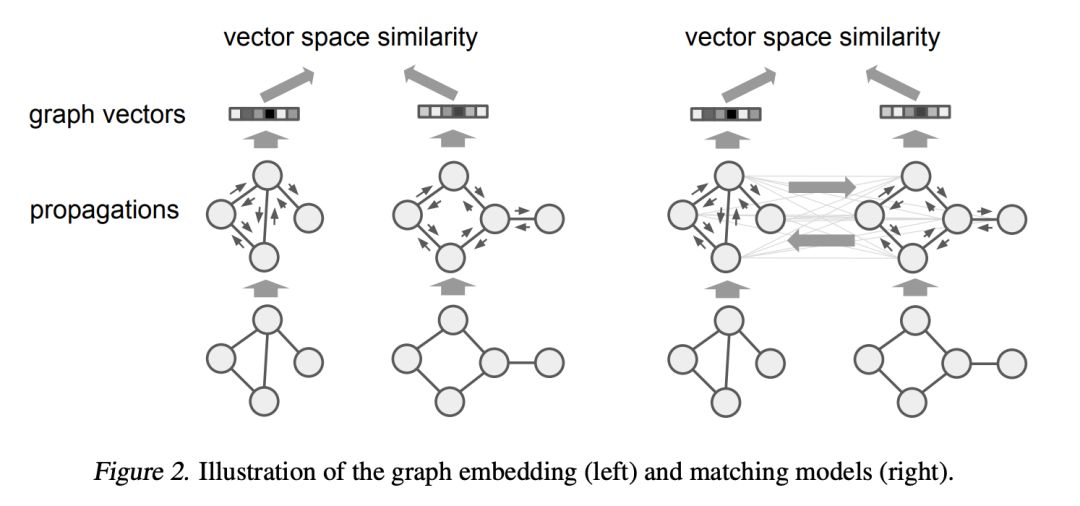 vector space similarity
vector space similarity
graph vectors
propagations
Figure 2. Illustration of the graph embedding (left) and matching models (right).